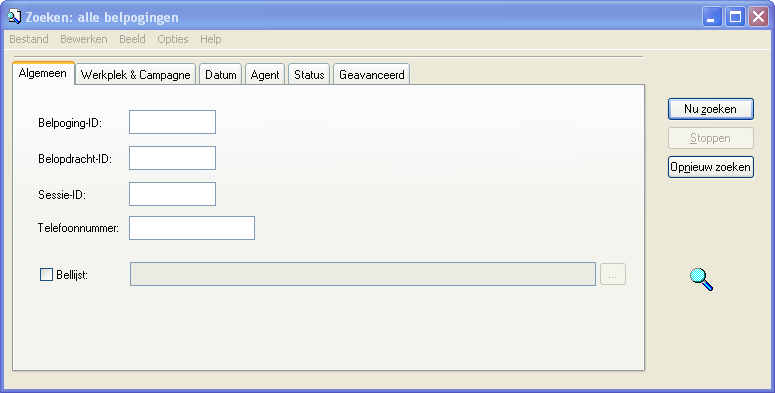 Zoeken: alle belpogingen
Bestand Bewerken Beeld Opties Help
Algemeen Werkplek & Campagne Datum Agent Status Geavanceerd
Belpoging-ID:
Belopdracht-ID:
Sessie-ID:
Telefoonnummer:
Bellijst: ...
Nu zoeken
Stoppen
Opnieuw zoeken